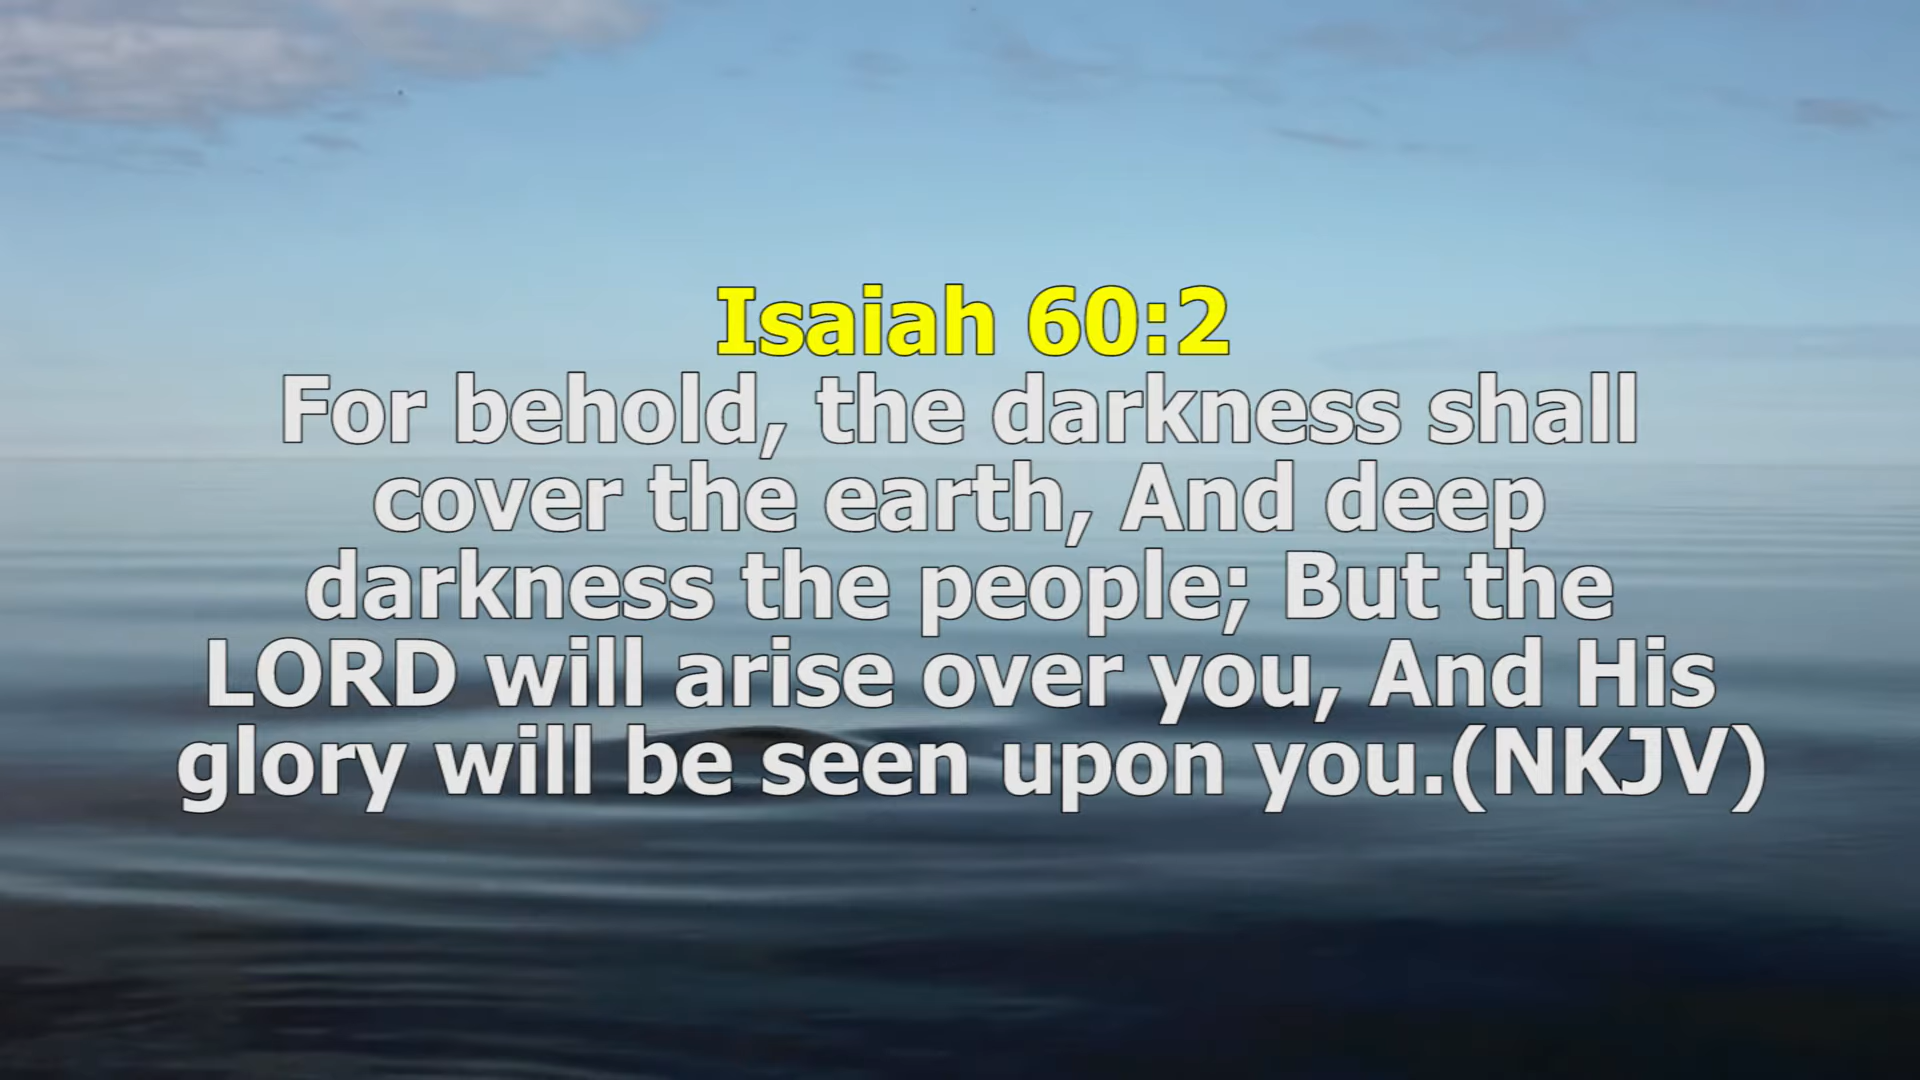 Isaiah 60:2
For behold, the darkness shall
cover the earth, And deep
darkness the people; But the
LORD will arise over you, And His
glory will be seen upon you.(NKJV)